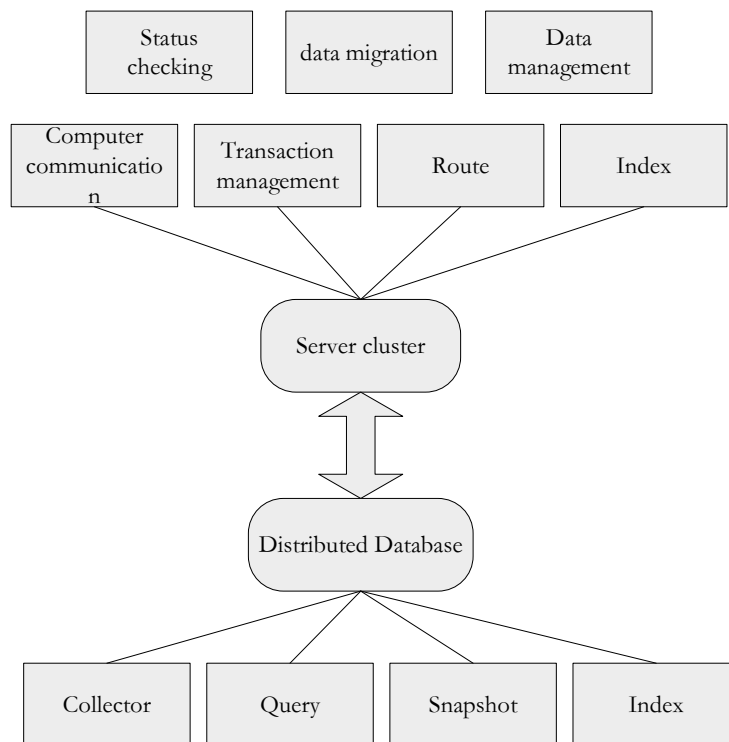 Status
checking
data migration
Data
management
Computer
communicatio
n
Transaction
management
Route
Index
Server cluster
Distributed Database
Collector
Query
Snapshot
Index